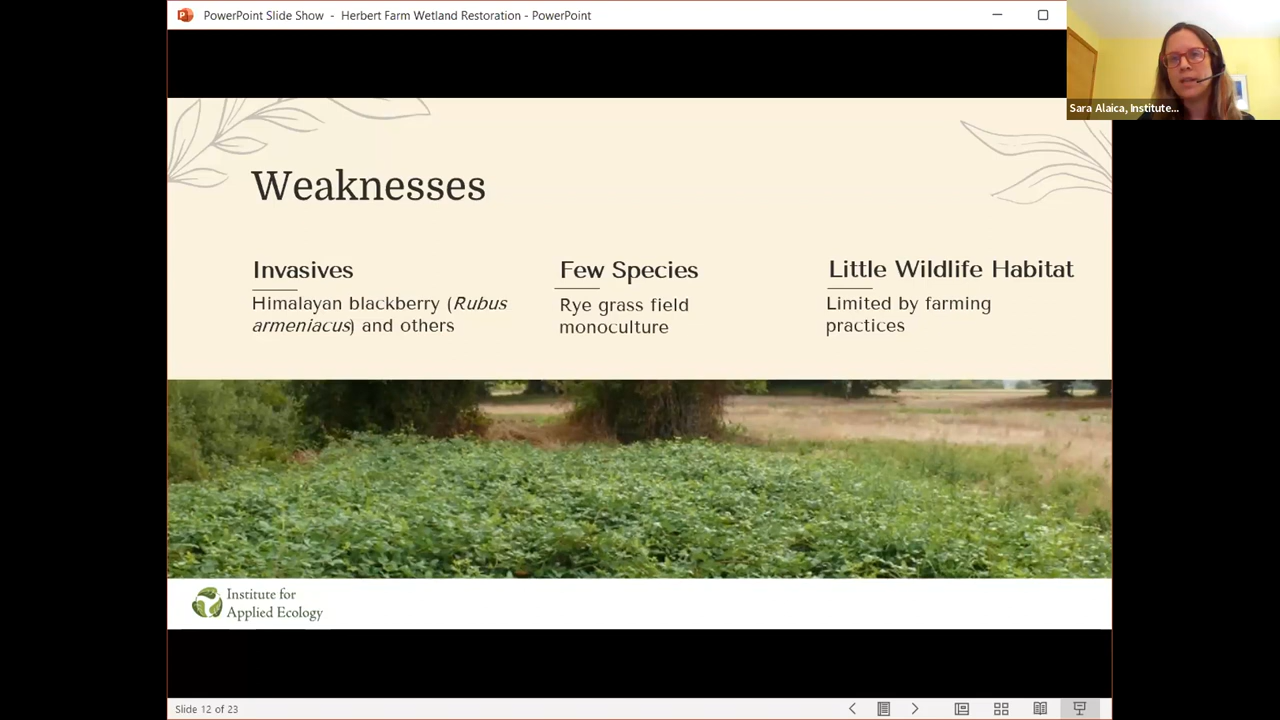 PowerPoint Slide Show - Herbert Farm Wetland Restoration - PowerPoint
Sara Alaica, Institute...
Weaknesses
Invasives
Himalayan blackberry (Rubus
armeniacus) and others
Few Species
Rye grass field
monoculture
Little Wildlife Habitat
Limited by farming
practices
Institute for
Applied Ecology
Slide 12 of 23